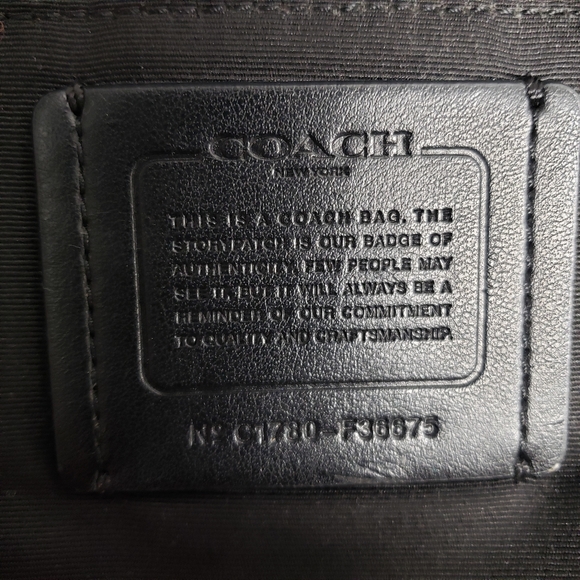 COACH
NEW YORK
THIS IS A COACH BAG. THE
STORYPATCH IS OUR BADGE OF
AUTHENTICITY. FEW PEOPLE MAY
SEE IT, BUT IT WILL ALWAYS BE A
REMINDER OF OUR COMMITMENT
TO QUALITY AND CRAFTSMANSHIP.
Nº C1780-F36675